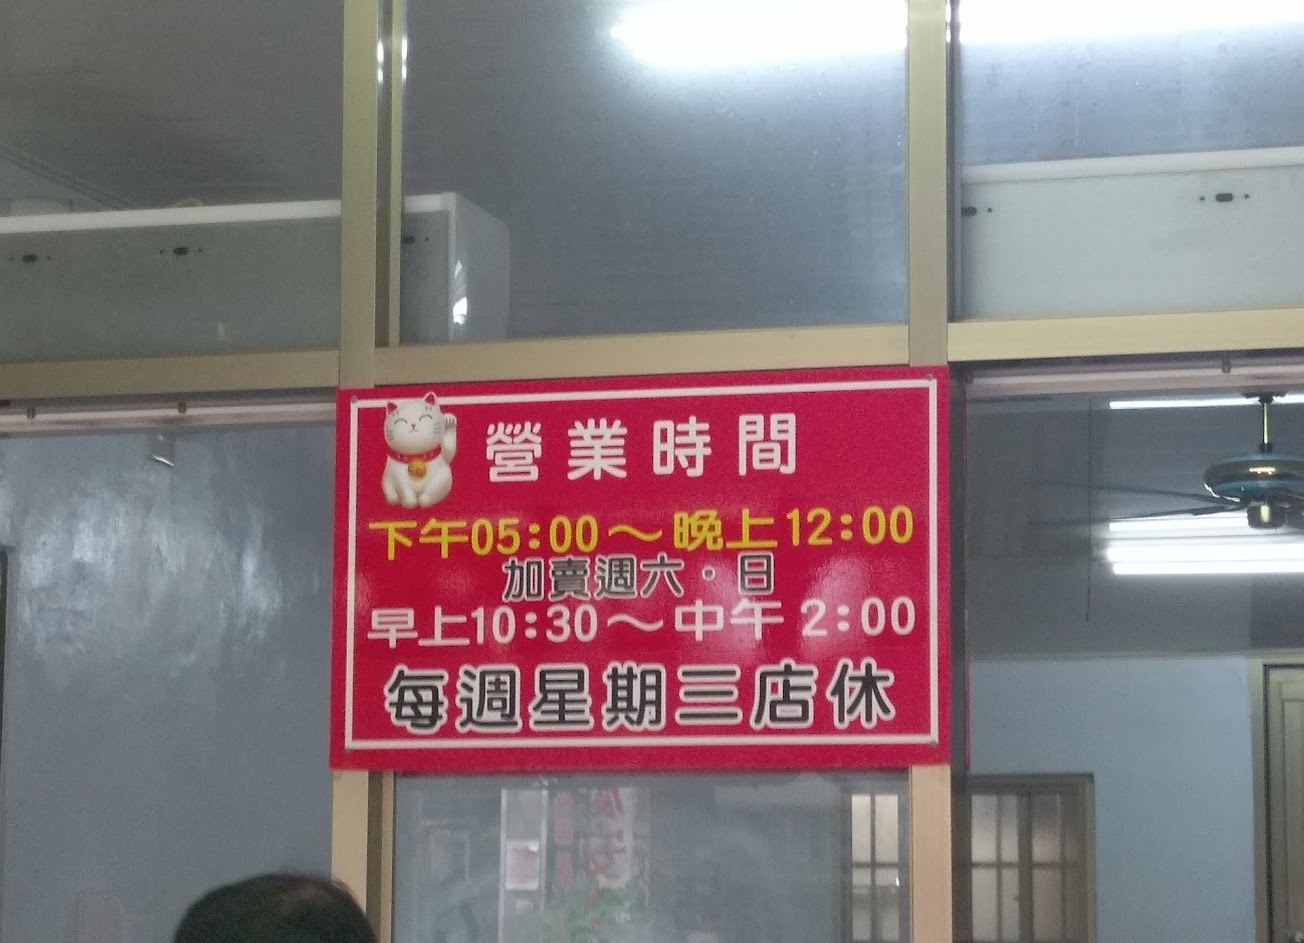 營業時間
下午05:00～晚上12:00
加賣週六·日
早上10:30～中午 2:00
每週星期三店休